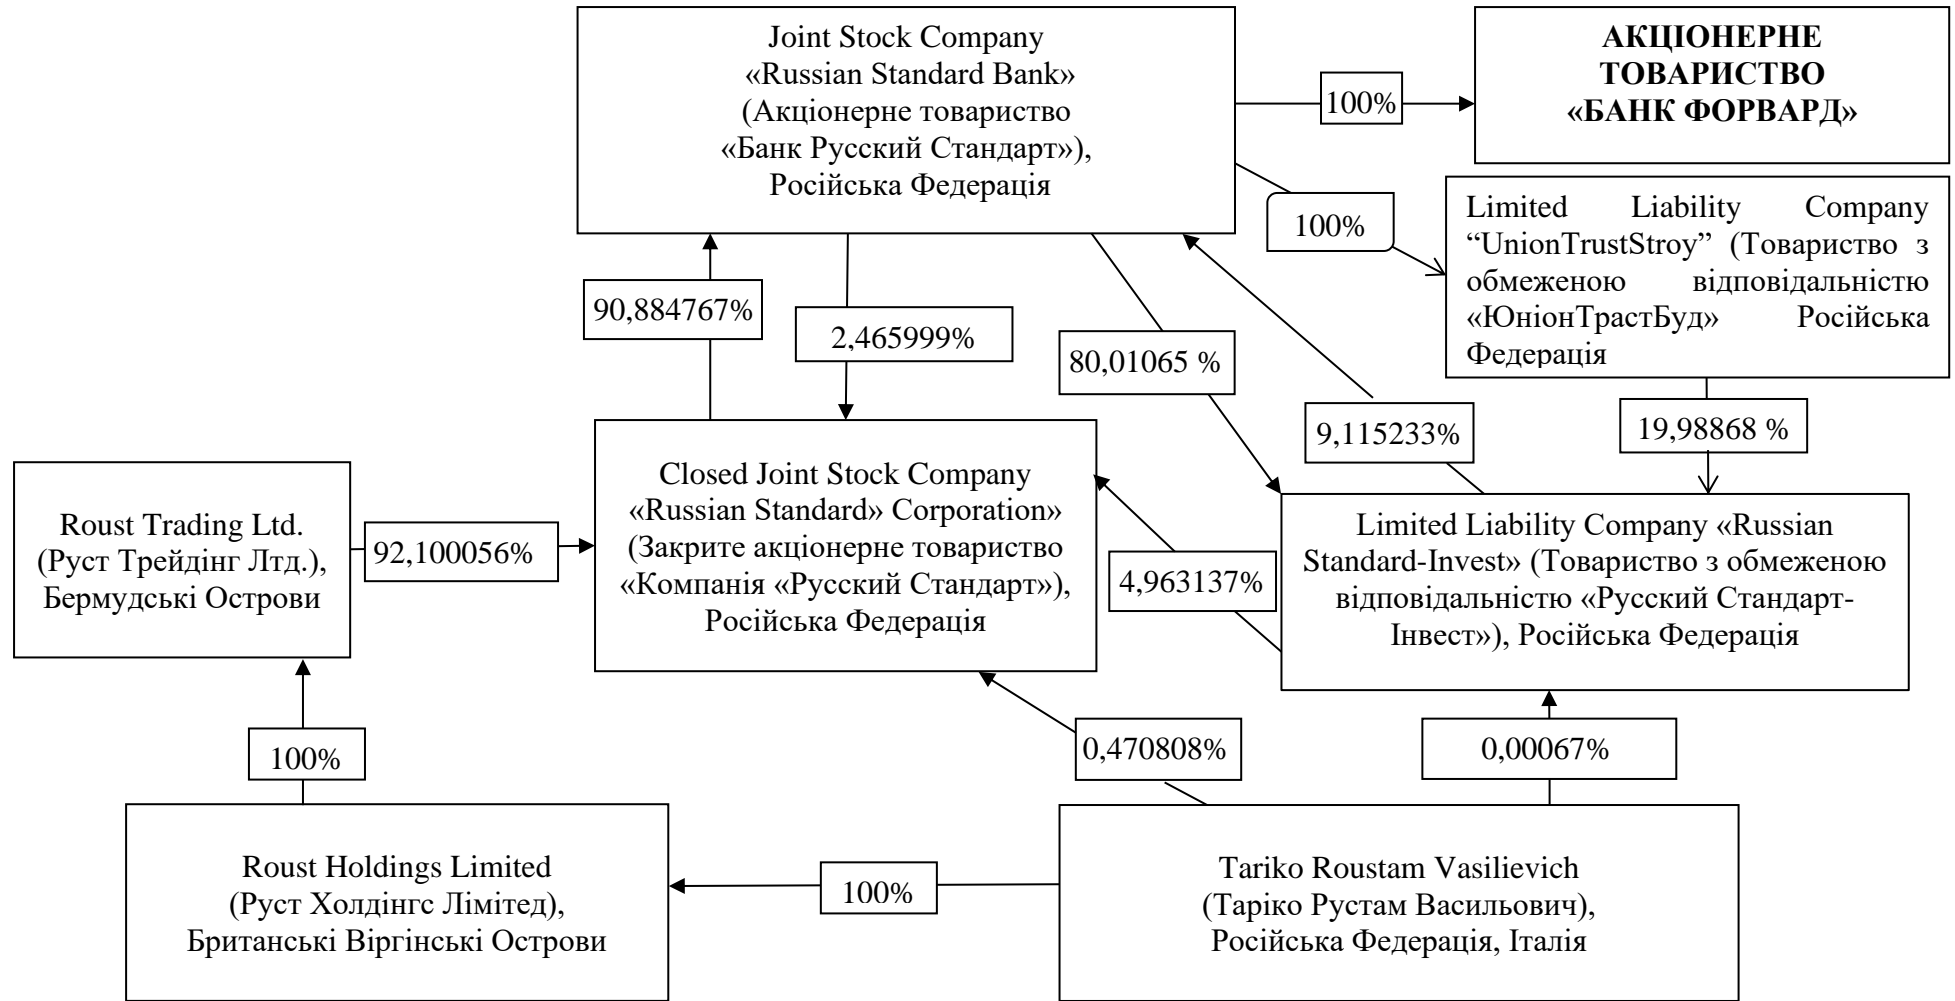 Joint Stock Company
«Russian Standard Bank»
(Акціонерне товариство
«Банк Русский Стандарт»),
Російська Федерація
100%
АКЦІОНЕРНЕ
ТОВАРИСТВО
«БАНК ФОРВАРД»
100%
Limited Liability Company
“UnionTrustStroy” (Товариство з
обмеженою відповідальністю
«ЮніонТрастБуд» Російська
Федерація
90,884767%
2,465999%
80,01065 %
9,115233%
19,98868 %
Roust Trading Ltd.
(Руст Трейдінг Лтд.),
Бермудські Острови
92,100056%
Closed Joint Stock Company
«Russian Standard» Corporation»
(Закрите акціонерне товариство
«Компанія «Русский Стандарт»),
Російська Федерація
4,963137%
Limited Liability Company «Russian
Standard-Invest» (Товариство з обмеженою
відповідальністю «Русский Стандарт-
Інвест»), Російська Федерація
100%
0,470808%
0,00067%
Roust Holdings Limited
(Руст Холдінгс Лімітед),
Британські Віргінські Острови
100%
Tariko Roustam Vasilievich
(Таріко Рустам Васильович),
Російська Федерація, Італія